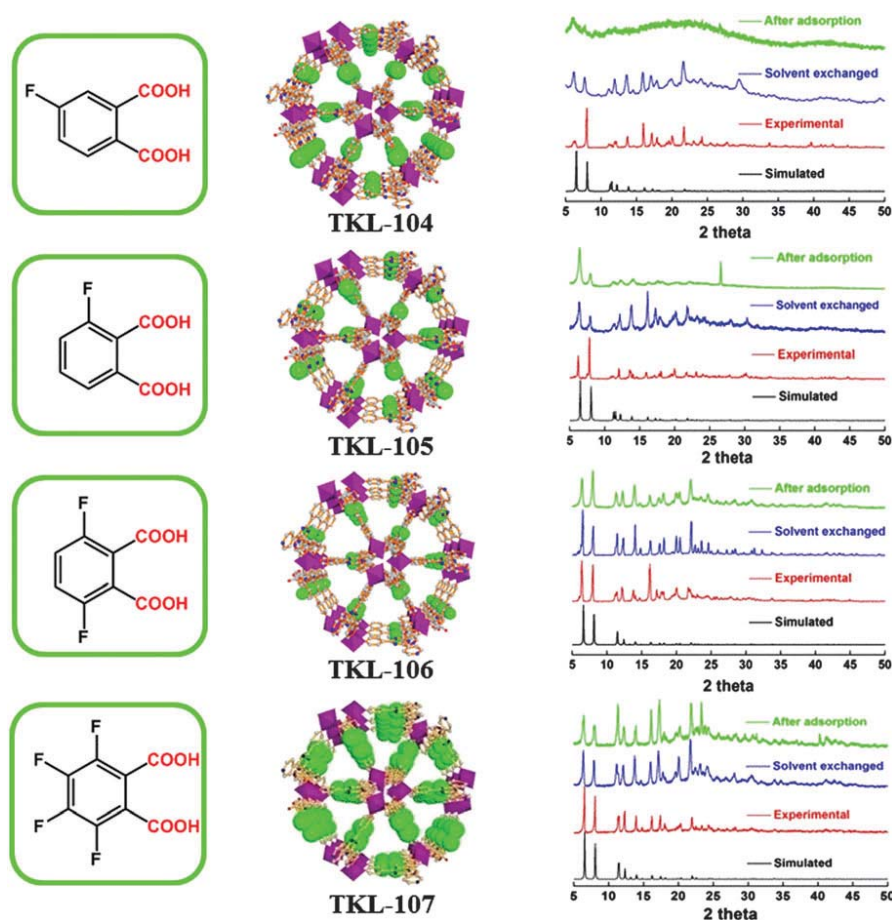 F
COOH
COOH
TKL-104
After adsorption
Solvent exchanged
Experimental
Simulated
5 10 15 20 25 30 35 40 45 50
2 theta
F
COOH
COOH
TKL-105
After adsorption
Solvent exchanged
Experimental
Simulated
5 10 15 20 25 30 35 40 45 50
2 theta
F
COOH
COOH
F
TKL-106
After adsorption
Solvent exchanged
Experimental
Simulated
5 10 15 20 25 30 35 40 45 50
2 theta
F
F
COOH
F
COOH
F
TKL-107
After adsorption
Solvent exchanged
Experimental
Simulated
5 10 15 20 25 30 35 40 45 50
2 theta